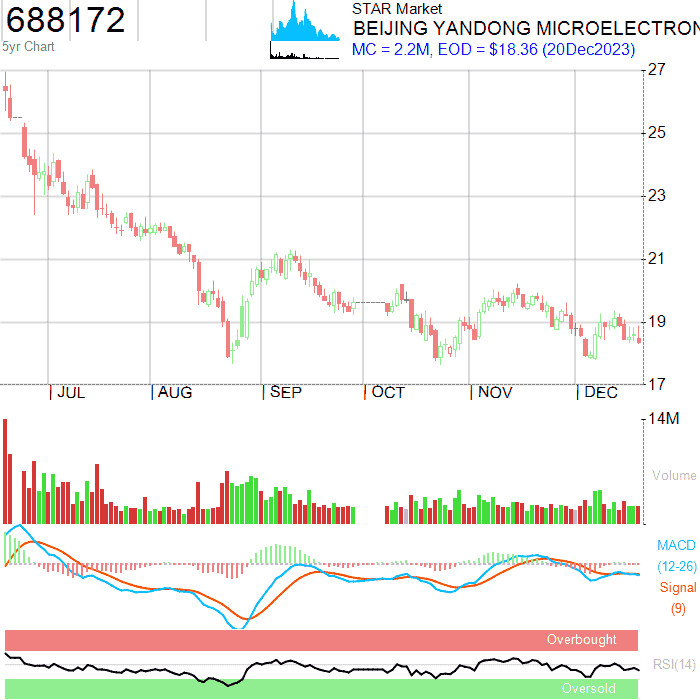 688172
5yr Chart
STAR Market
BEIJING YANDONG MICROELECTRON
MC = 2.2M, EOD = $18.36 (20Dec2023)
27
25
23
21
19
17
JUL AUG SEP OCT NOV DEC
14M
Volume
MACD
(12-26)
Signal
(9)
Overbought
RSI(14)
Oversold